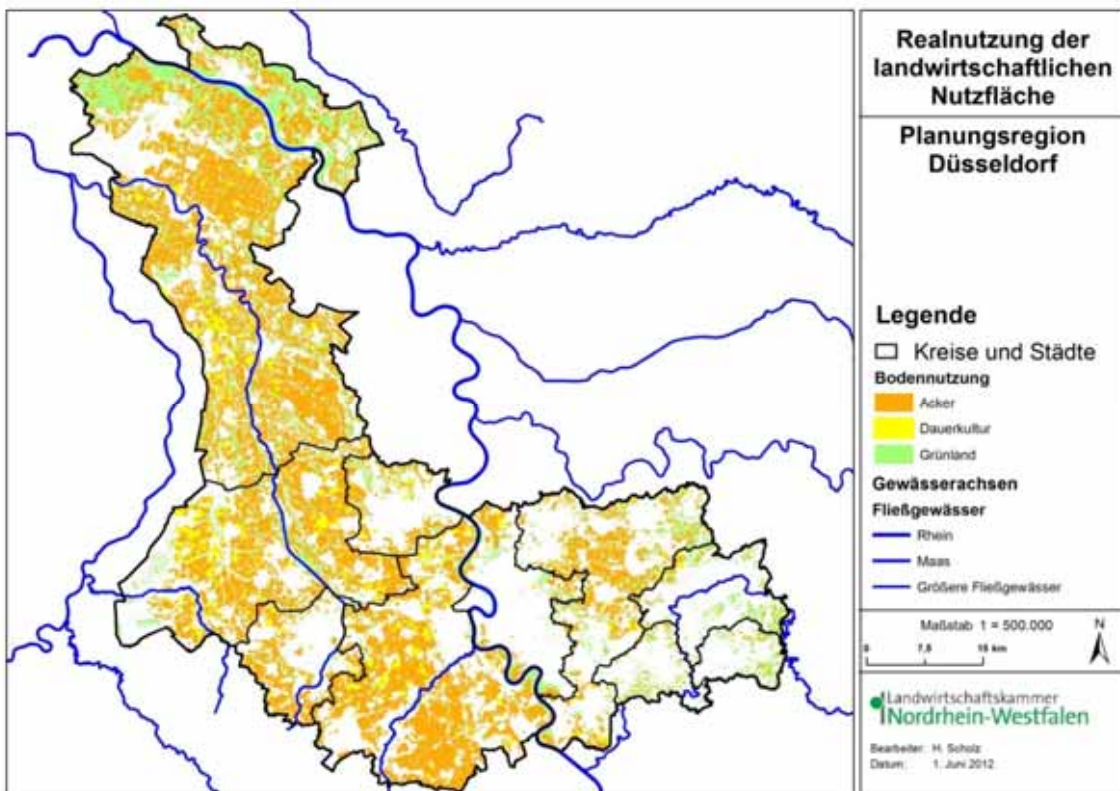 Realnutzung der
landwirtschaftlichen
Nutzfläche
Planungsregion
Düsseldorf
Legende
Kreise und Städte
Bodennutzung
Acker
Dauerkultur
Grünland
Gewässerachsen
Fließgewässer
Rhein
Maas
Größere Fließgewässer
Maßstab 1 = 500.000
N
0 7,5 15 km
Landwirtschaftskammer
Nordrhein-Westfalen
Bearbeiter: H. Scholz
Datum: 1. Juni 2012